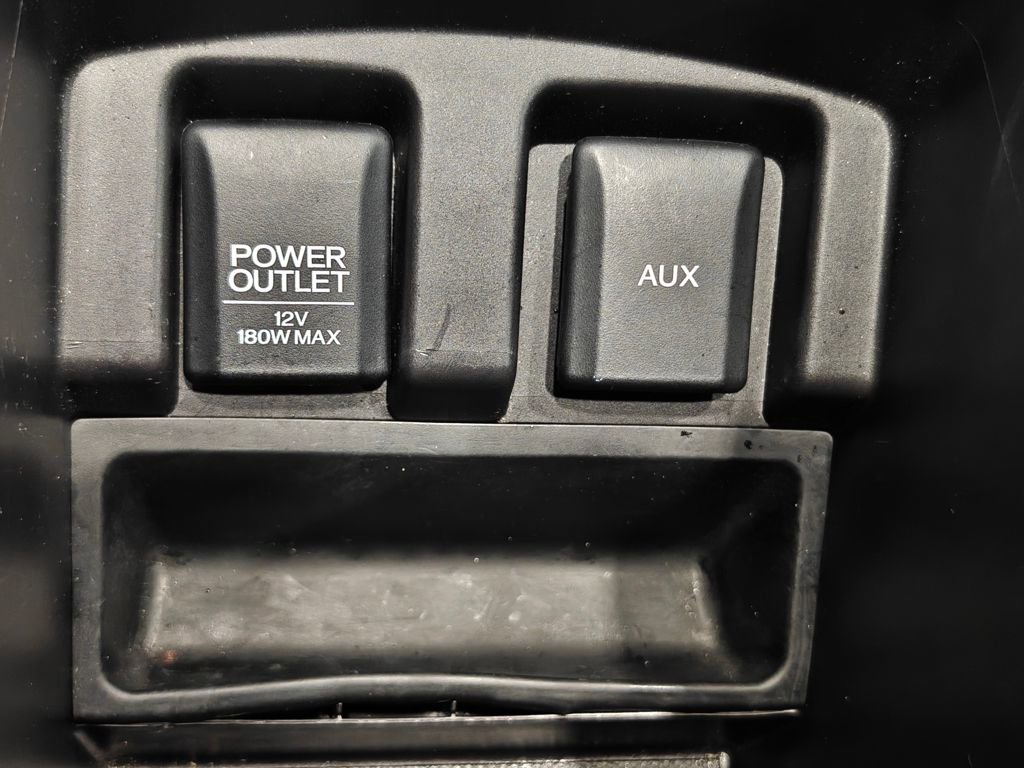 POWER
OUTLET
12V
180W MAX
AUX